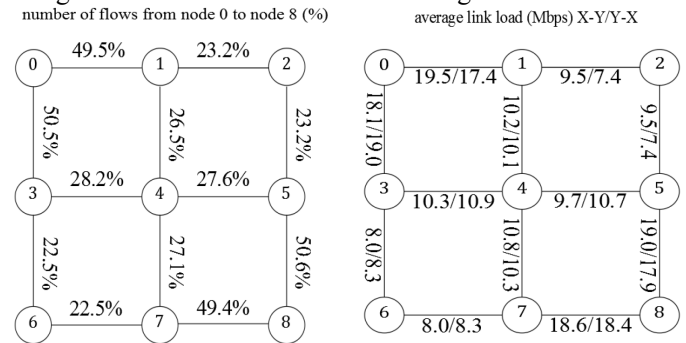 number of flows from node 0 to node 8 (%)
49.5% 23.2%
0 1 2
50.5% 26.5% 23.2%
28.2% 27.6%
3 4 5
22.5% 27.1% 50.6%
22.5% 49.4%
6 7 8
average link load (Mbps) X-Y/Y-X
0 1 2
19.5/17.4 9.5/7.4
18.1/19.0 10.2/10.1 9.5/7.4
3 4 5
10.3/10.9 9.7/10.7
8.0/8.3 10.8/10.3 19.0/17.9
6 7 8
8.0/8.3 18.6/18.4